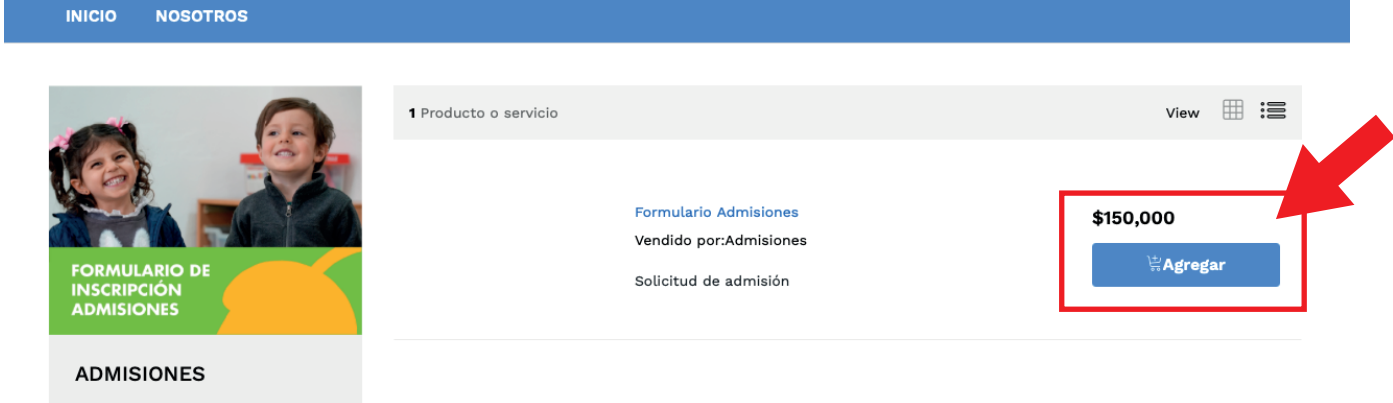 INICIO NOSOTROS
1 Producto o servicio View
Formulario Admisiones
Vendido por:Admisiones
Solicitud de admisión
$150,000
Agregar
FORMULARIO DE
INSCRIPCIÓN
ADMISIONES
ADMISIONES